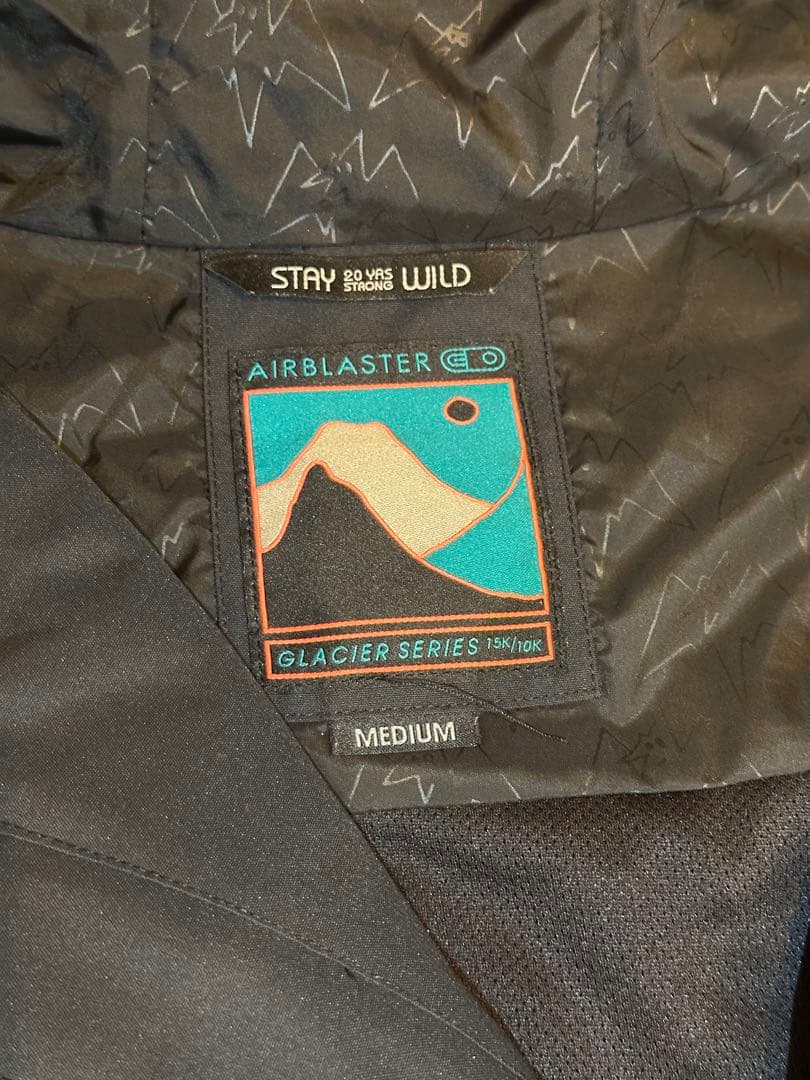 STAY 20 YRS STRONG WILD
AIRBLASTER
GLACIER SERIES 15K/10K
MEDIUM